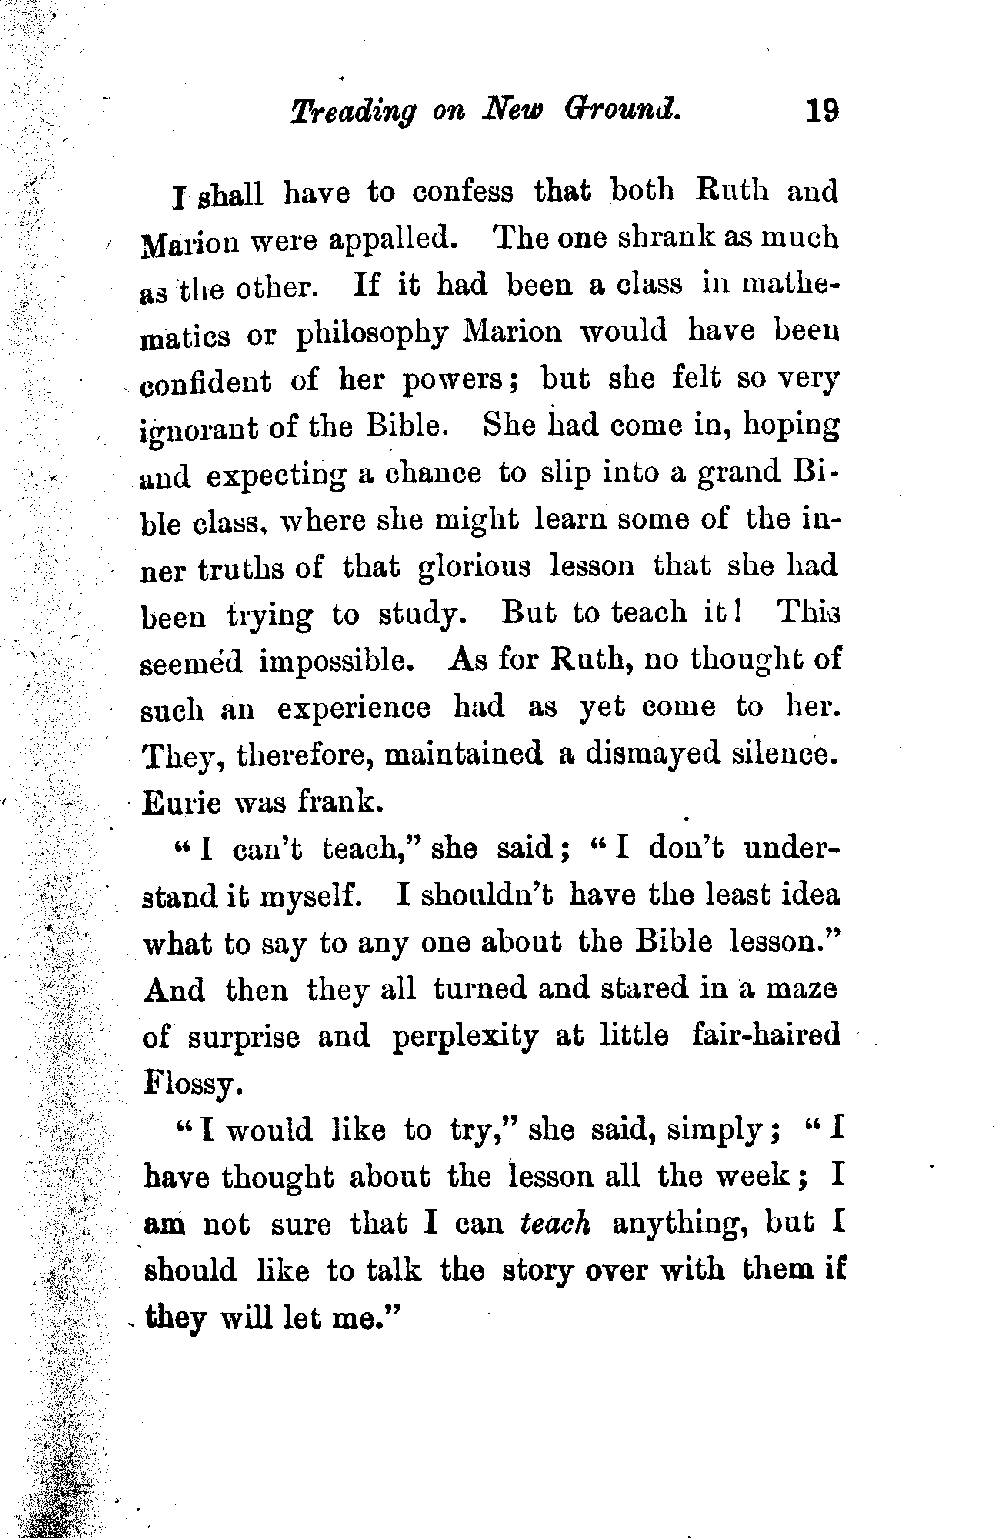 Treading on New Ground. 19
I shall have to confess that both Ruth and
Marion were appalled. The one shrank as much
as the other. If it had been a class in mathe-
matics or philosophy Marion would have been
confident of her powers; but she felt so very
ignorant of the Bible. She had come in, hoping
and expecting a chance to slip into a grand Bi-
ble class, where she might learn some of the in-
ner truths of that glorious lesson that she had
been trying to study. But to teach it! This
seemed impossible. As for Ruth, no thought of
such an experience had as yet come to her.
They, therefore, maintained a dismayed silence.
Eurie was frank.
"I can't teach," she said; "I don't under-
stand it myself. I shouldn't have the least idea
what to say to any one about the Bible lesson."
And then they all turned and stared in a maze
of surprise and perplexity at little fair-haired
Flossy.
"I would like to try," she said, simply; "I
have thought about the lesson all the week; I
am not sure that I can teach anything, but I
should like to talk the story over with them if
they will let me."